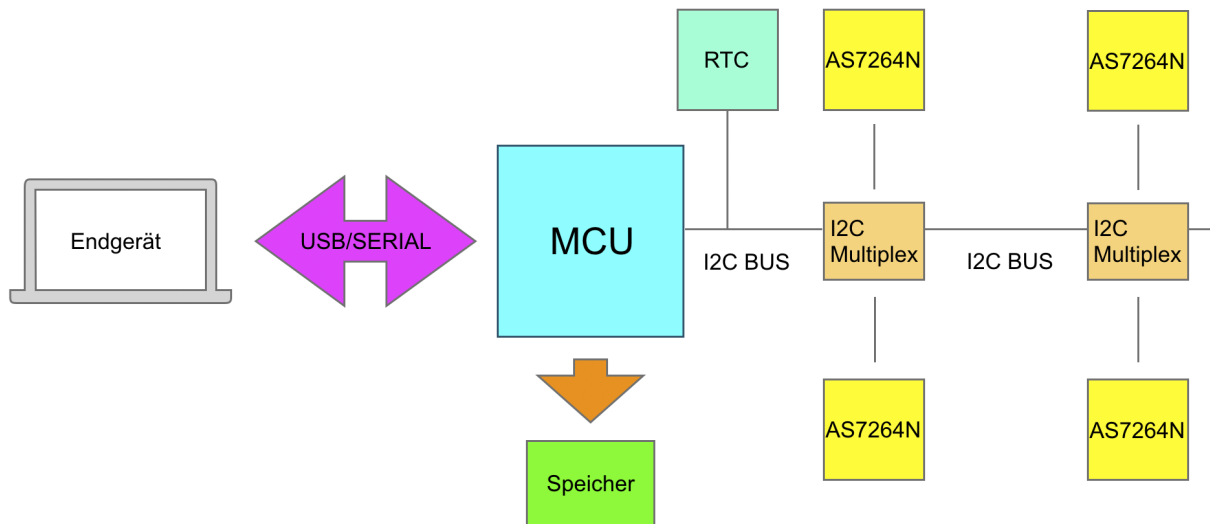 RTC
AS7264N
AS7264N
Endgerät
USB/SERIAL
MCU
I2C BUS
I2C
Multiplex
I2C BUS
I2C
Multiplex
Speicher
AS7264N
AS7264N